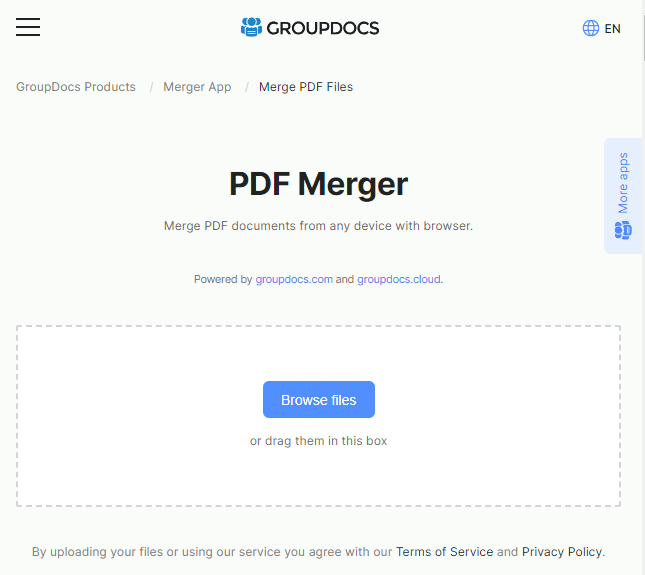 GROUPDOCS
EN
GroupDocs Products / Merger App / Merge PDF Files
More apps
PDF Merger
Merge PDF documents from any device with browser.
Powered by groupdocs.com and groupdocs.cloud.
Browse files
or drag them in this box
By uploading your files or using our service you agree with our Terms of Service and Privacy Policy.